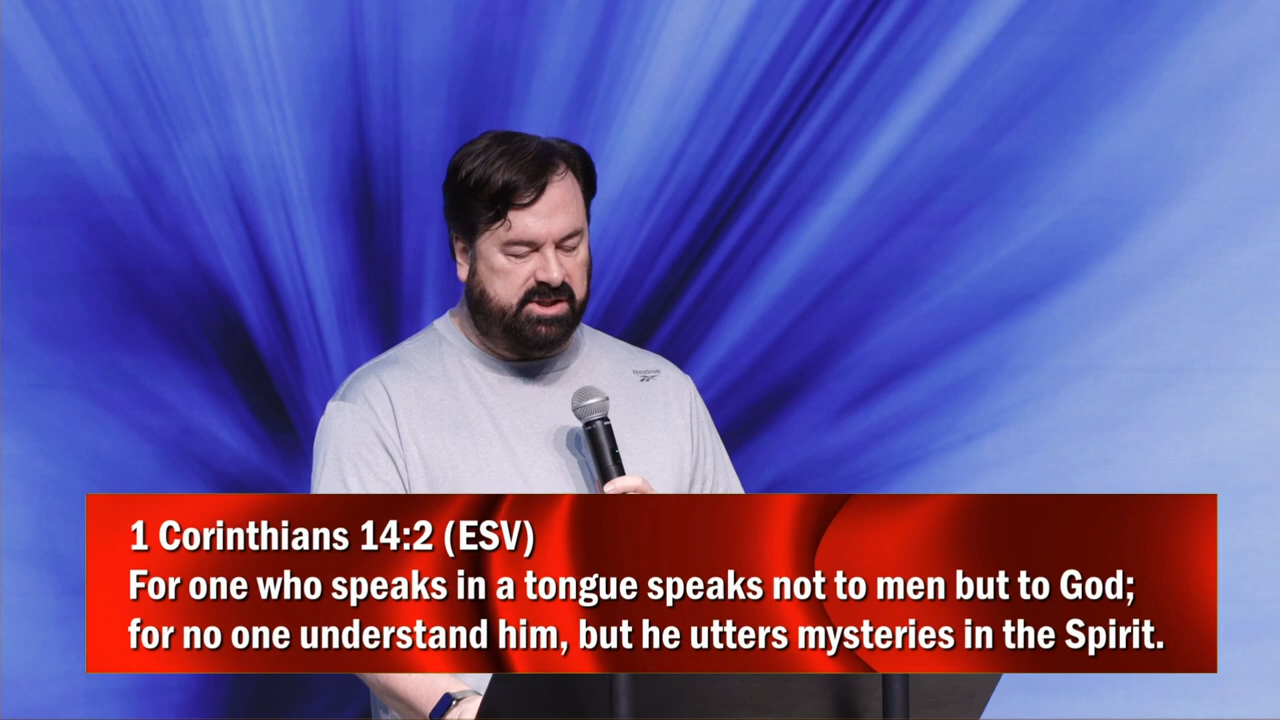 Reebok
1 Corinthians 14:2 (ESV)
For one who speaks in a tongue speaks not to men but to God;
for no one understand him, but he utters mysteries in the Spirit.